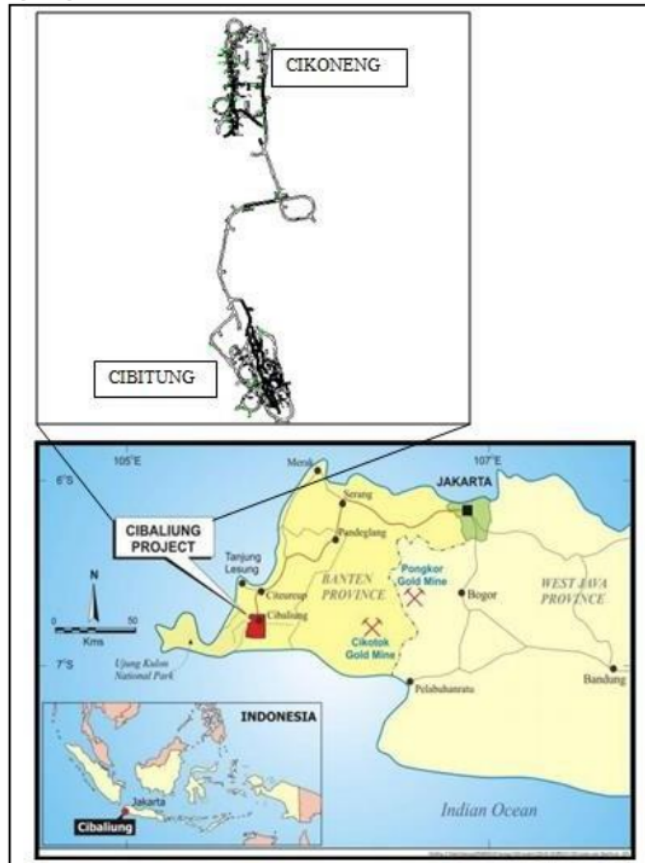 CIKONENG
CIBITUNG
105°E
107°E
6°S
Merak
JAKARTA
Serang
CIBALIUNG
PROJECT
Pandeglang
Tanjung
Lesung
N
Citeureup
BANTEN
PROVINCE
Pongkor
Gold Mine
WEST JAVA
PROVINCE
Bogor
Cibaliung
0
50
Kms
Cikotok
Gold Mine
7°S
Ujung Kulon
National Park
Pelabuhanratu
Bandung
INDONESIA
Jakarta
Cibaliung
Indian Ocean